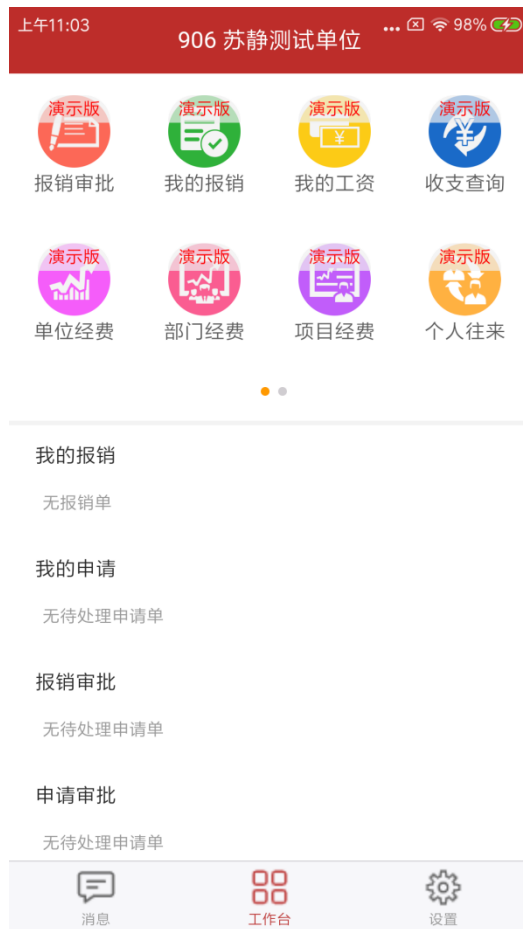 上午11:03
98%
906 苏静测试单位
演示版 演示版 演示版 演示版
报销审批 我的报销 我的工资 收支查询
演示版 演示版 演示版 演示版
单位经费 部门经费 项目经费 个人往来
我的报销
无报销单
我的申请
无待处理申请单
报销审批
无待处理申请单
申请审批
无待处理申请单
消息 工作台 设置